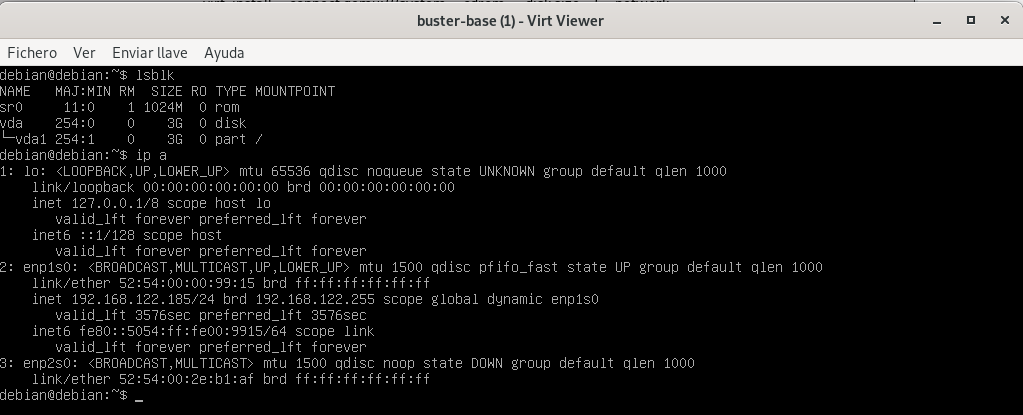 buster-base (1) - Virt Viewer
Fichero Ver Enviar llave Ayuda
debian@debian:~$ lsblk
NAME   MAJ:MIN RM  SIZE RO TYPE MOUNTPOINT
sr0     11:0    1 1024M  0 rom
vda    254:0    0    3G  0 disk
└─vda1 254:1    0    3G  0 part /
debian@debian:~$ ip a
1: lo: <LOOPBACK,UP,LOWER_UP> mtu 65536 qdisc noqueue state UNKNOWN group default qlen 1000
    link/loopback 00:00:00:00:00:00 brd 00:00:00:00:00:00
    inet 127.0.0.1/8 scope host lo
       valid_lft forever preferred_lft forever
    inet6 ::1/128 scope host
       valid_lft forever preferred_lft forever
2: enp1s0: <BROADCAST,MULTICAST,UP,LOWER_UP> mtu 1500 qdisc pfifo_fast state UP group default qlen 1000
    link/ether 52:54:00:00:99:15 brd ff:ff:ff:ff:ff:ff
    inet 192.168.122.185/24 brd 192.168.122.255 scope global dynamic enp1s0
       valid_lft 3576sec preferred_lft 3576sec
    inet6 fe80::5054:ff:fe00:9915/64 scope link
       valid_lft forever preferred_lft forever
3: enp2s0: <BROADCAST,MULTICAST> mtu 1500 qdisc noop state DOWN group default qlen 1000
    link/ether 52:54:00:2e:b1:af brd ff:ff:ff:ff:ff:ff
debian@debian:~$ _